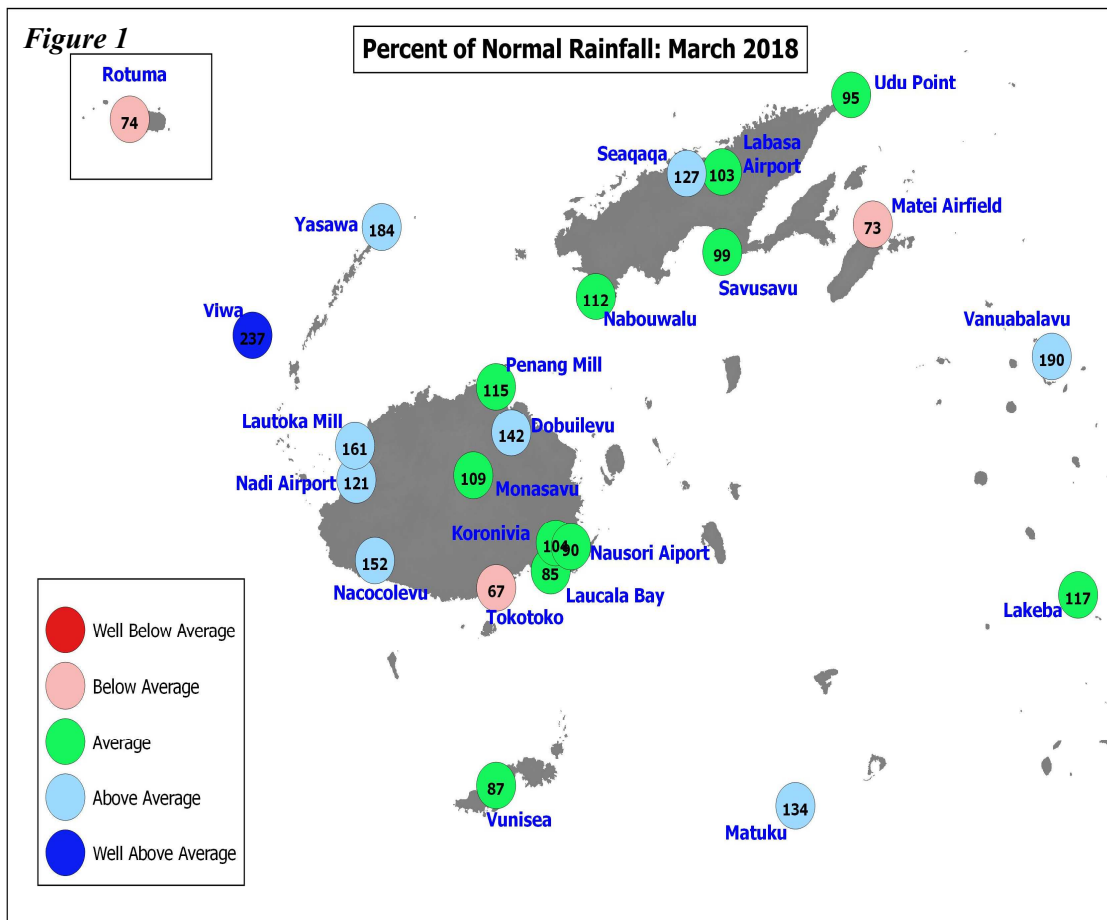 Figure 1
Percent of Normal Rainfall: March 2018
Rotuma
74
Udu Point
95
Labasa
Airport
103
Seaqaqa
127
Matei Airfield
73
Yasawa
184
Savusavu
99
Nabouwalu
112
Viwa
237
Vanuabalavu
190
Penang Mill
115
Lautoka Mill
161
Dobuilevu
142
Nadi Airport
121
Monasavu
109
Koronivia
104
Nausori Aiport
90
Laucala Bay
85
Nacocolevu
152
Tokotoko
67
Lakeba
117
Vunisea
87
Matuku
134
Well Below Average
Below Average
Average
Above Average
Well Above Average